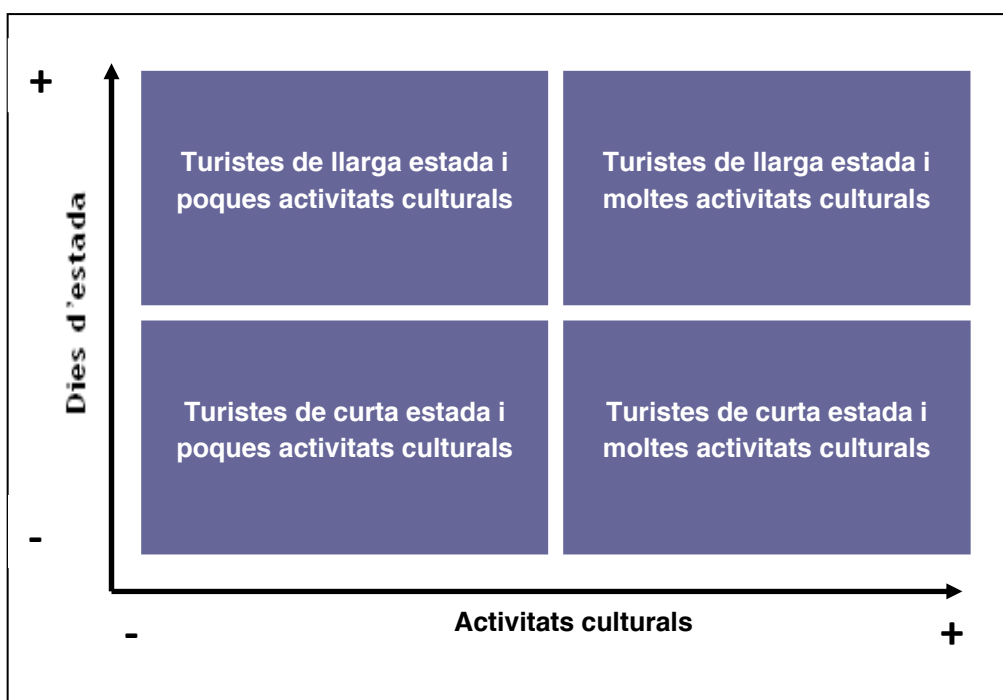 +
Turistes de llarga estada i
poques activitats culturals
Turistes de llarga estada i
moltes activitats culturals
Dies d'estada
Turistes de curta estada i
poques activitats culturals
Turistes de curta estada i
moltes activitats culturals
-
-
Activitats culturals
+